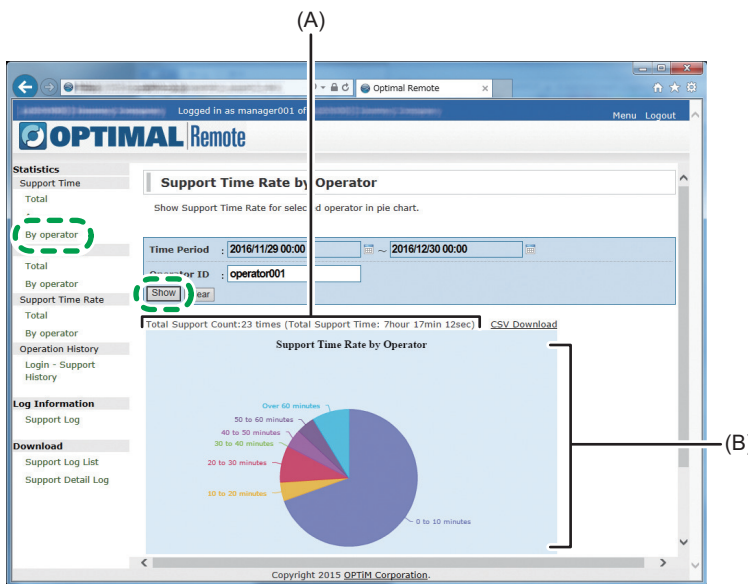 (A)
Optimal Remote
Logged in as manager001 of
Menu Logout
OPTIMAL Remote
Statistics
Support Time
Total
By operator
Total
By operator
Support Time Rate
Total
By operator
Operation History
Login - Support
History
Log Information
Support Log
Download
Support Log List
Support Detail Log
Support Time Rate by Operator
Show Support Time Rate for selected operator in pie chart.
Time Period : 2016/11/29 00:00 ~ 2016/12/30 00:00
Operator ID : operator001
Show
Total Support Count:23 times (Total Support Time: 7hour 17min 12sec) CSV Download
Support Time Rate by Operator
Over 60 minutes
50 to 60 minutes
40 to 50 minutes
30 to 40 minutes
20 to 30 minutes
10 to 20 minutes
0 to 10 minutes
(B)
Copyright 2015 OPTiM Corporation.